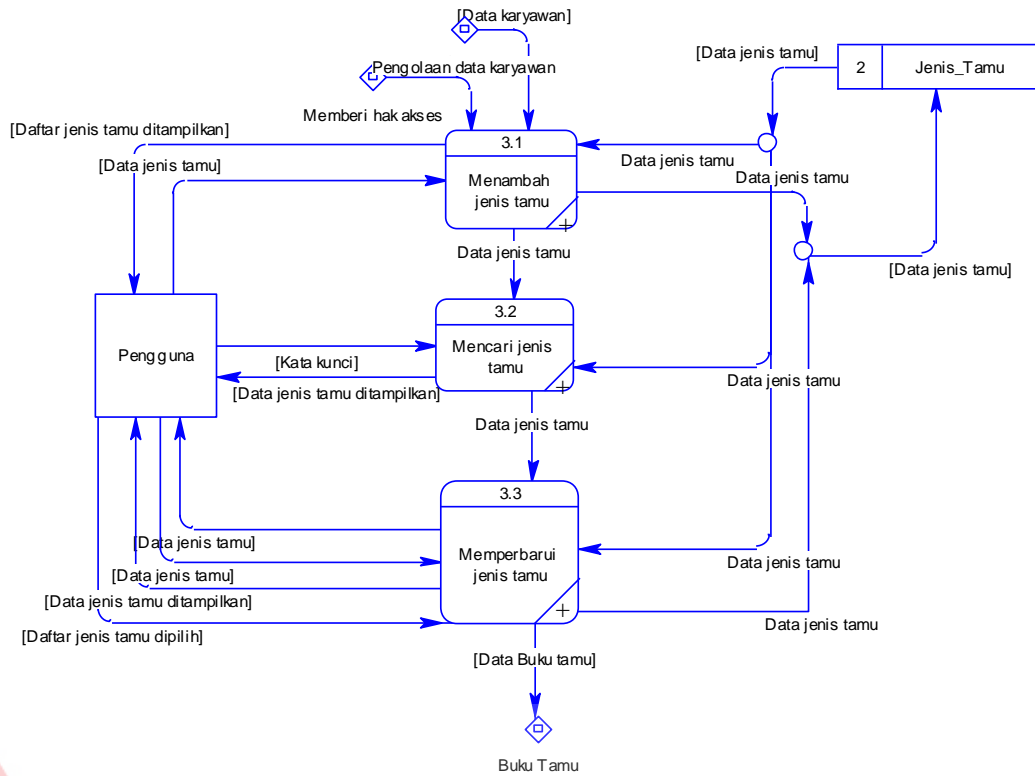 [Data karyawan]
Pengolaan data karyawan
Memberi hak akses
[Data jenis tamu]
2
Jenis_Tamu
[Daftar jenis tamu ditampilkan]
[Data jenis tamu]
3.1
Menambah
jenis tamu
Data jenis tamu
Data jenis tamu
Data jenis tamu
[Data jenis tamu]
Pengguna
3.2
Mencari jenis
tamu
[Kata kunci]
[Data jenis tamu ditampilkan]
Data jenis tamu
Data jenis tamu
3.3
Memperbarui
jenis tamu
[Data jenis tamu]
[Data jenis tamu]
[Data jenis tamu ditampilkan]
[Daftar jenis tamu dipilih]
Data jenis tamu
Data jenis tamu
[Data Buku tamu]
Buku Tamu